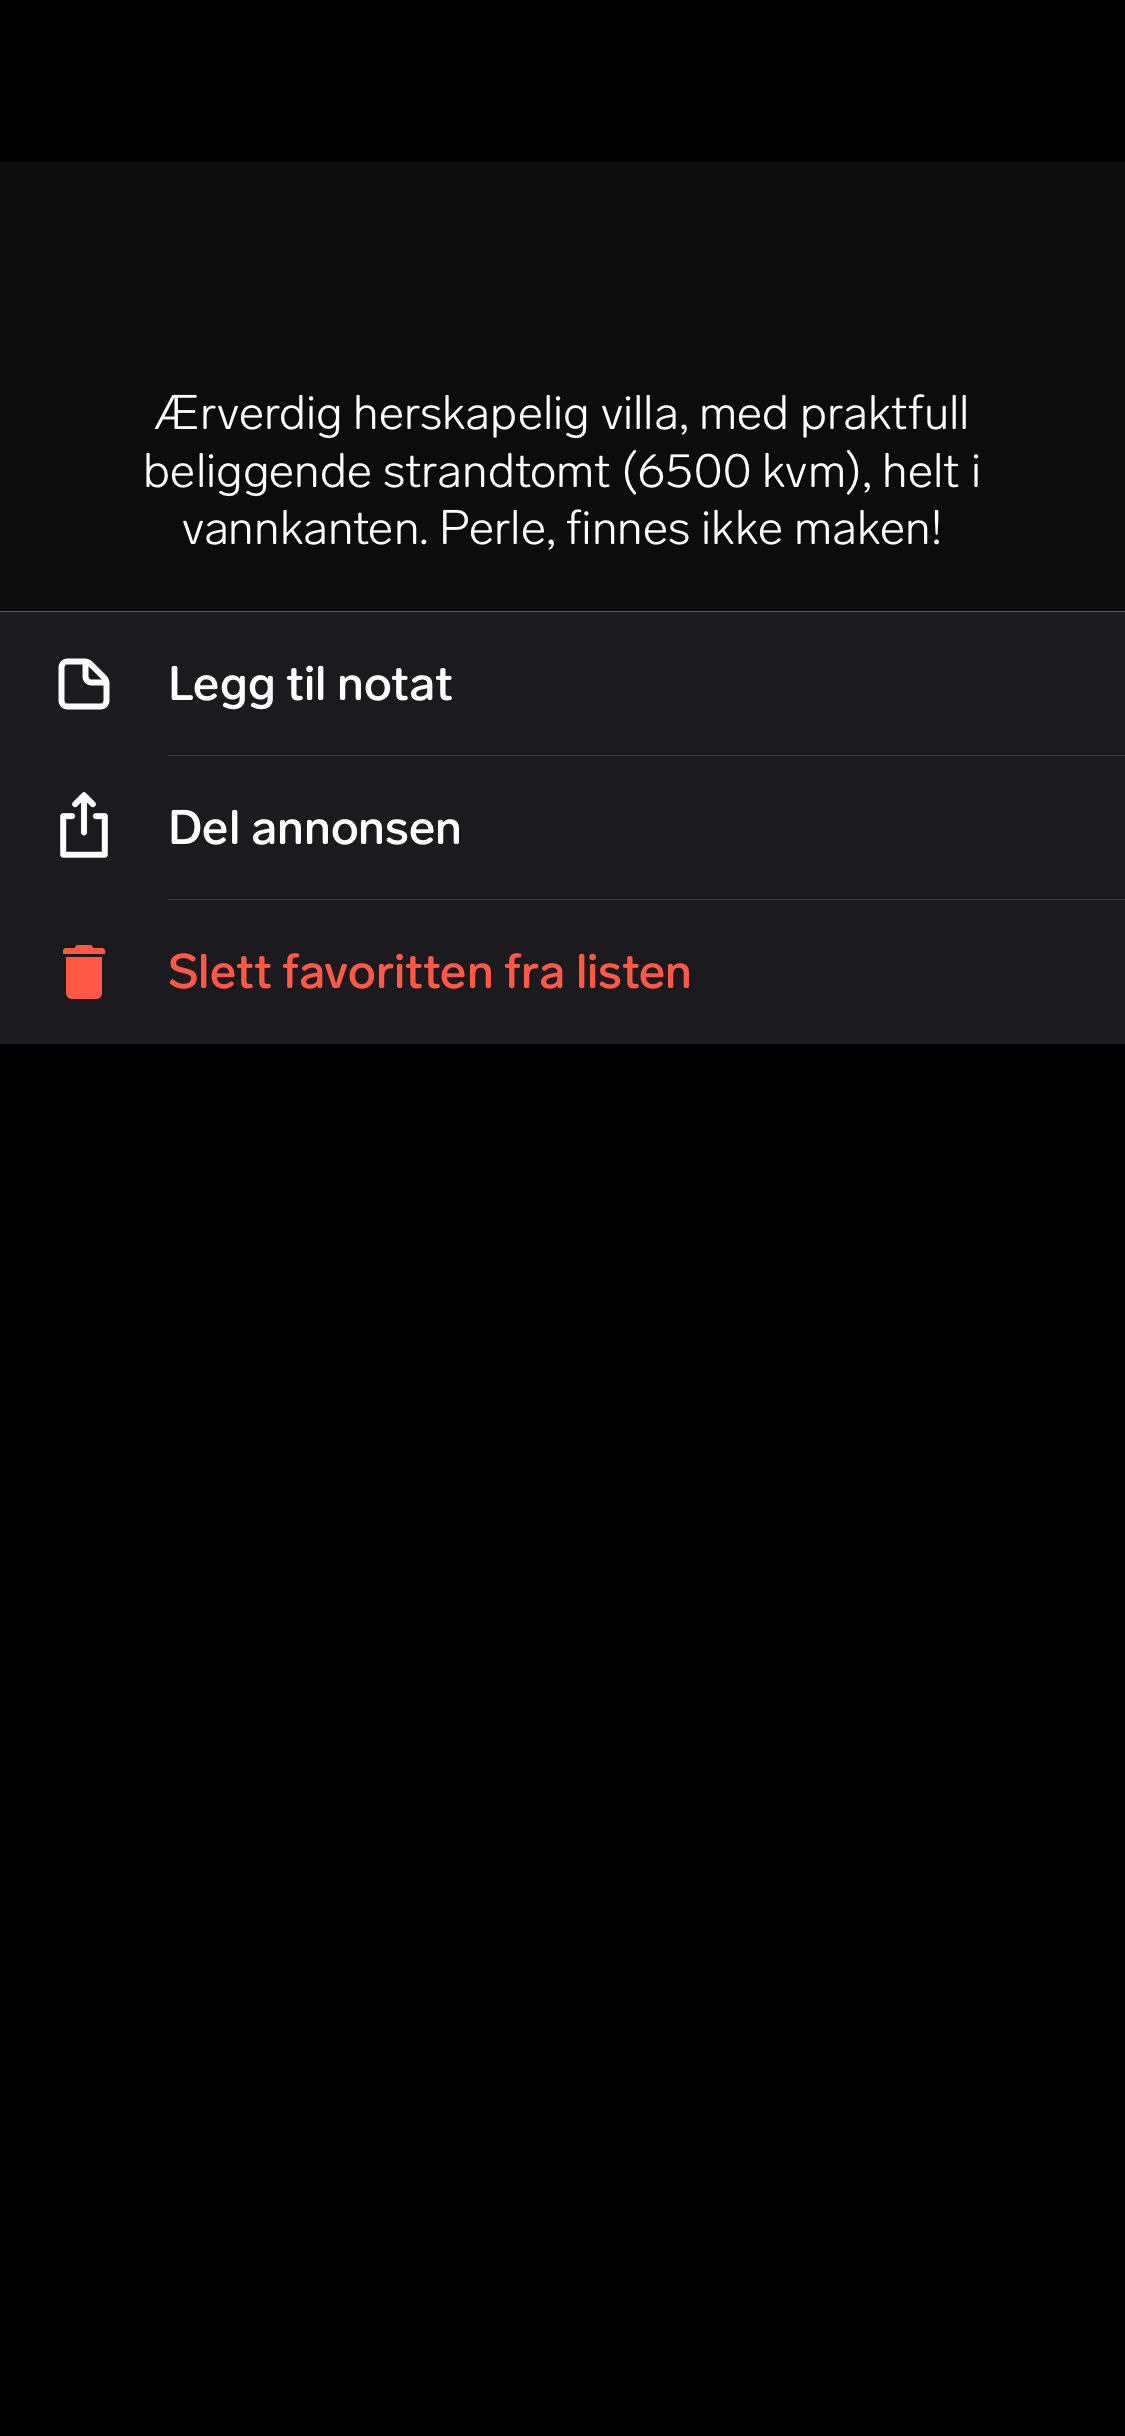 Ærverdig herskapelig villa, med praktfull
beliggende strandtomt (6500 kvm), helt i
vannkanten. Perle, finnes ikke maken!
Legg til notat
Del annonsen
Slett favoritten fra listen